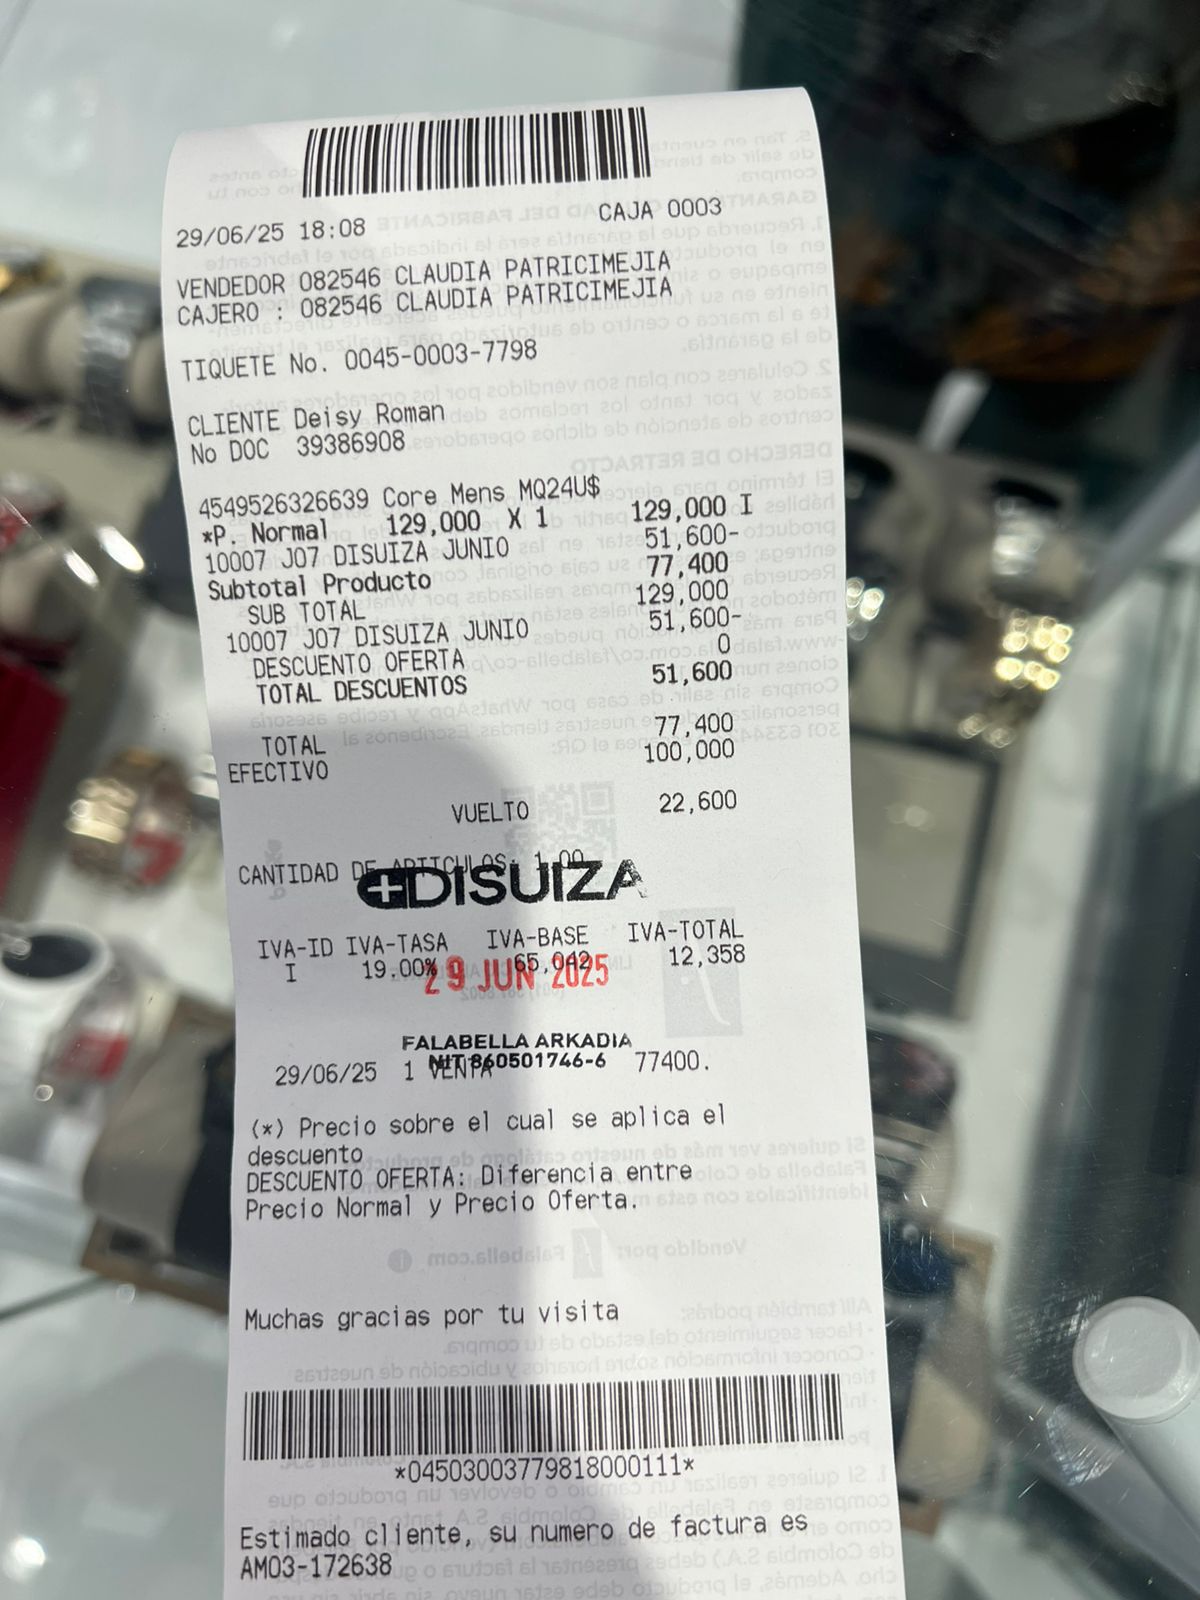 29/06/25 18:08 CAJA 0003
VENDEDOR 082546 CLAUDIA PATRICIMEJIA
CAJERO : 082546 CLAUDIA PATRICIMEJIA
TIQUETE No. 0045-0003-7798
CLIENTE Deisy Roman
No DOC 39386908
4549526326639 Core Mens MQ24U$
*P. Normal 129,000 X 1 129,000 I
10007 J07 DISUIZA JUNIO 51,600-
Subtotal Producto 77,400
SUB TOTAL 129,000
10007 J07 DISUIZA JUNIO 51,600-
DESCUENTO OFERTA 0
TOTAL DESCUENTOS 51,600
TOTAL 77,400
EFECTIVO 100,000
VUELTO 22,600
CANTIDAD DE ARTICULOS: 1.00
DISUIZA
IVA-ID IVA-TASA IVA-BASE IVA-TOTAL
I 19.00% 65,042 12,358
29 JUN 2025
FALABELLA ARKADIA
NIT 860501746-6
29/06/25 1 VENTA 77400.
(*) Precio sobre el cual se aplica el
descuento
DESCUENTO OFERTA: Diferencia entre
Precio Normal y Precio Oferta.
Muchas gracias por tu visita
*04503003779818000111*
Estimado cliente, su numero de factura es
AM03-172638